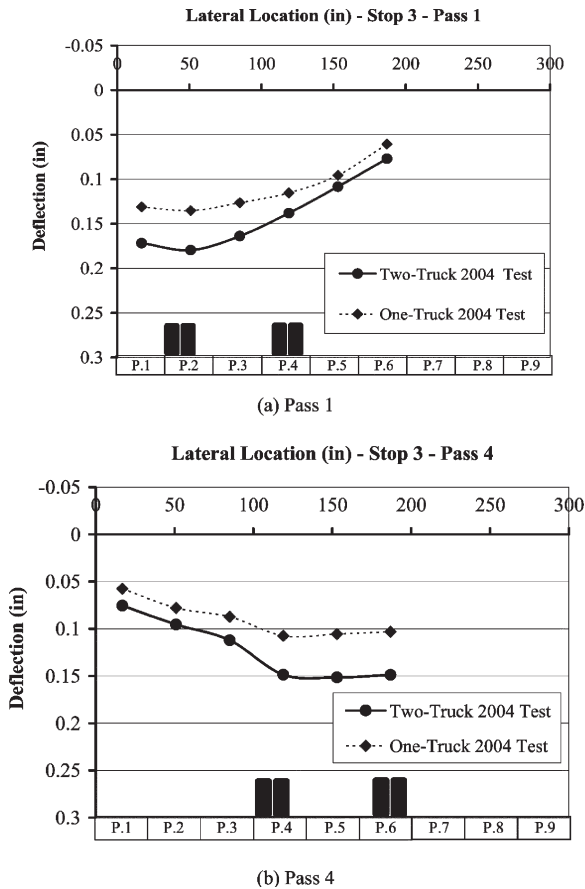 Lateral Location (in) - Stop 3 - Pass 1
-0.05
0 50 100 150 200 250 300
0
0.05
0.1
0.15
0.2
0.25
0.3
Deflection (in)
Two-Truck 2004 Test
One-Truck 2004 Test
P.1 P.2 P.3 P.4 P.5 P.6 P.7 P.8 P.9
(a) Pass 1
Lateral Location (in) - Stop 3 - Pass 4
-0.05
0 50 100 150 200 250 300
0
0.05
0.1
0.15
0.2
0.25
0.3
Deflection (in)
Two-Truck 2004 Test
One-Truck 2004 Test
P.1 P.2 P.3 P.4 P.5 P.6 P.7 P.8 P.9
(b) Pass 4